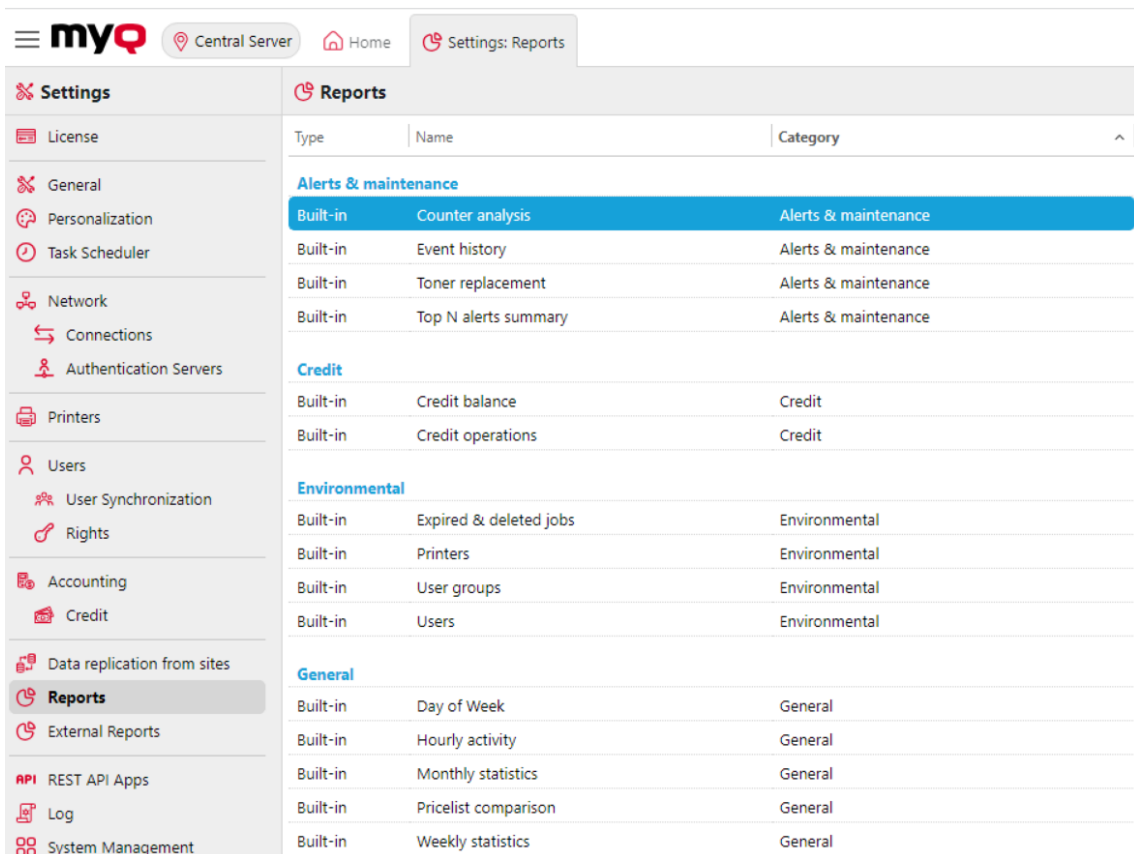 myQ Central Server Home Settings: Reports
Settings
License
General
Personalization
Task Scheduler
Network
Connections
Authentication Servers
Printers
Users
User Synchronization
Rights
Accounting
Credit
Data replication from sites
Reports
External Reports
API REST API Apps
Log
System Management
Reports
Type Name Category
Alerts & maintenance
Built-in Counter analysis Alerts & maintenance
Built-in Event history Alerts & maintenance
Built-in Toner replacement Alerts & maintenance
Built-in Top N alerts summary Alerts & maintenance
Credit
Built-in Credit balance Credit
Built-in Credit operations Credit
Environmental
Built-in Expired & deleted jobs Environmental
Built-in Printers Environmental
Built-in User groups Environmental
Built-in Users Environmental
General
Built-in Day of Week General
Built-in Hourly activity General
Built-in Monthly statistics General
Built-in Pricelist comparison General
Built-in Weekly statistics General